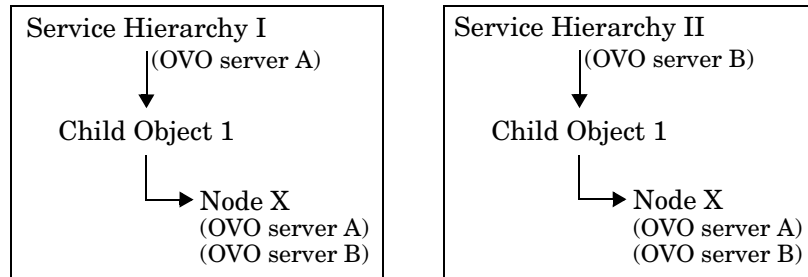 Service Hierarchy I
(OVO server A)
Child Object 1
Node X
(OVO server A)
(OVO server B)
Service Hierarchy II
(OVO server B)
Child Object 1
Node X
(OVO server A)
(OVO server B)